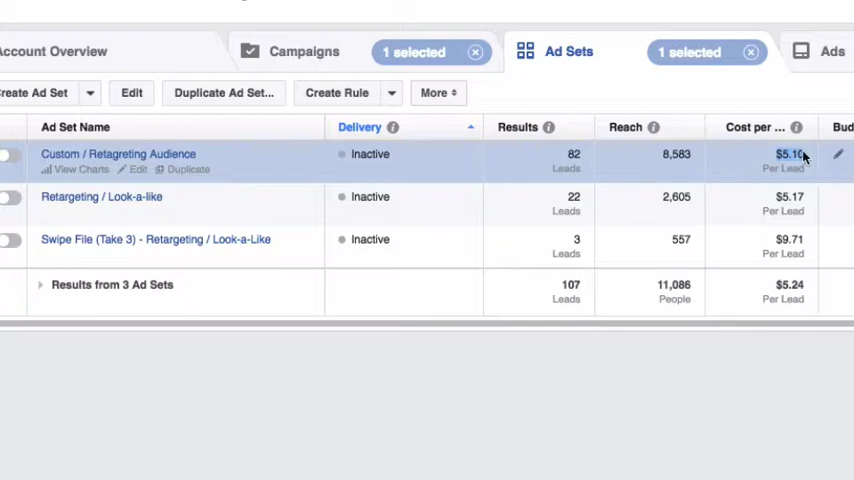 Account Overview
Campaigns
1 selected
Ad Sets
1 selected
Ads
Create Ad Set
Edit
Duplicate Ad Set...
Create Rule
More
Ad Set Name
Delivery
Results
Reach
Cost per ...
Bud
Custom / Retagreting Audience
Inactive
82
8,583
$5.10
View Charts
Edit
Duplicate
Leads
Per Lead
Retargeting / Look-a-like
Inactive
22
2,605
$5.17
Leads
Per Lead
Swipe File (Take 3) - Retargeting / Look-a-Like
Inactive
3
557
$9.71
Leads
Per Lead
Results from 3 Ad Sets
107
11,086
$5.24
Leads
People
Per Lead